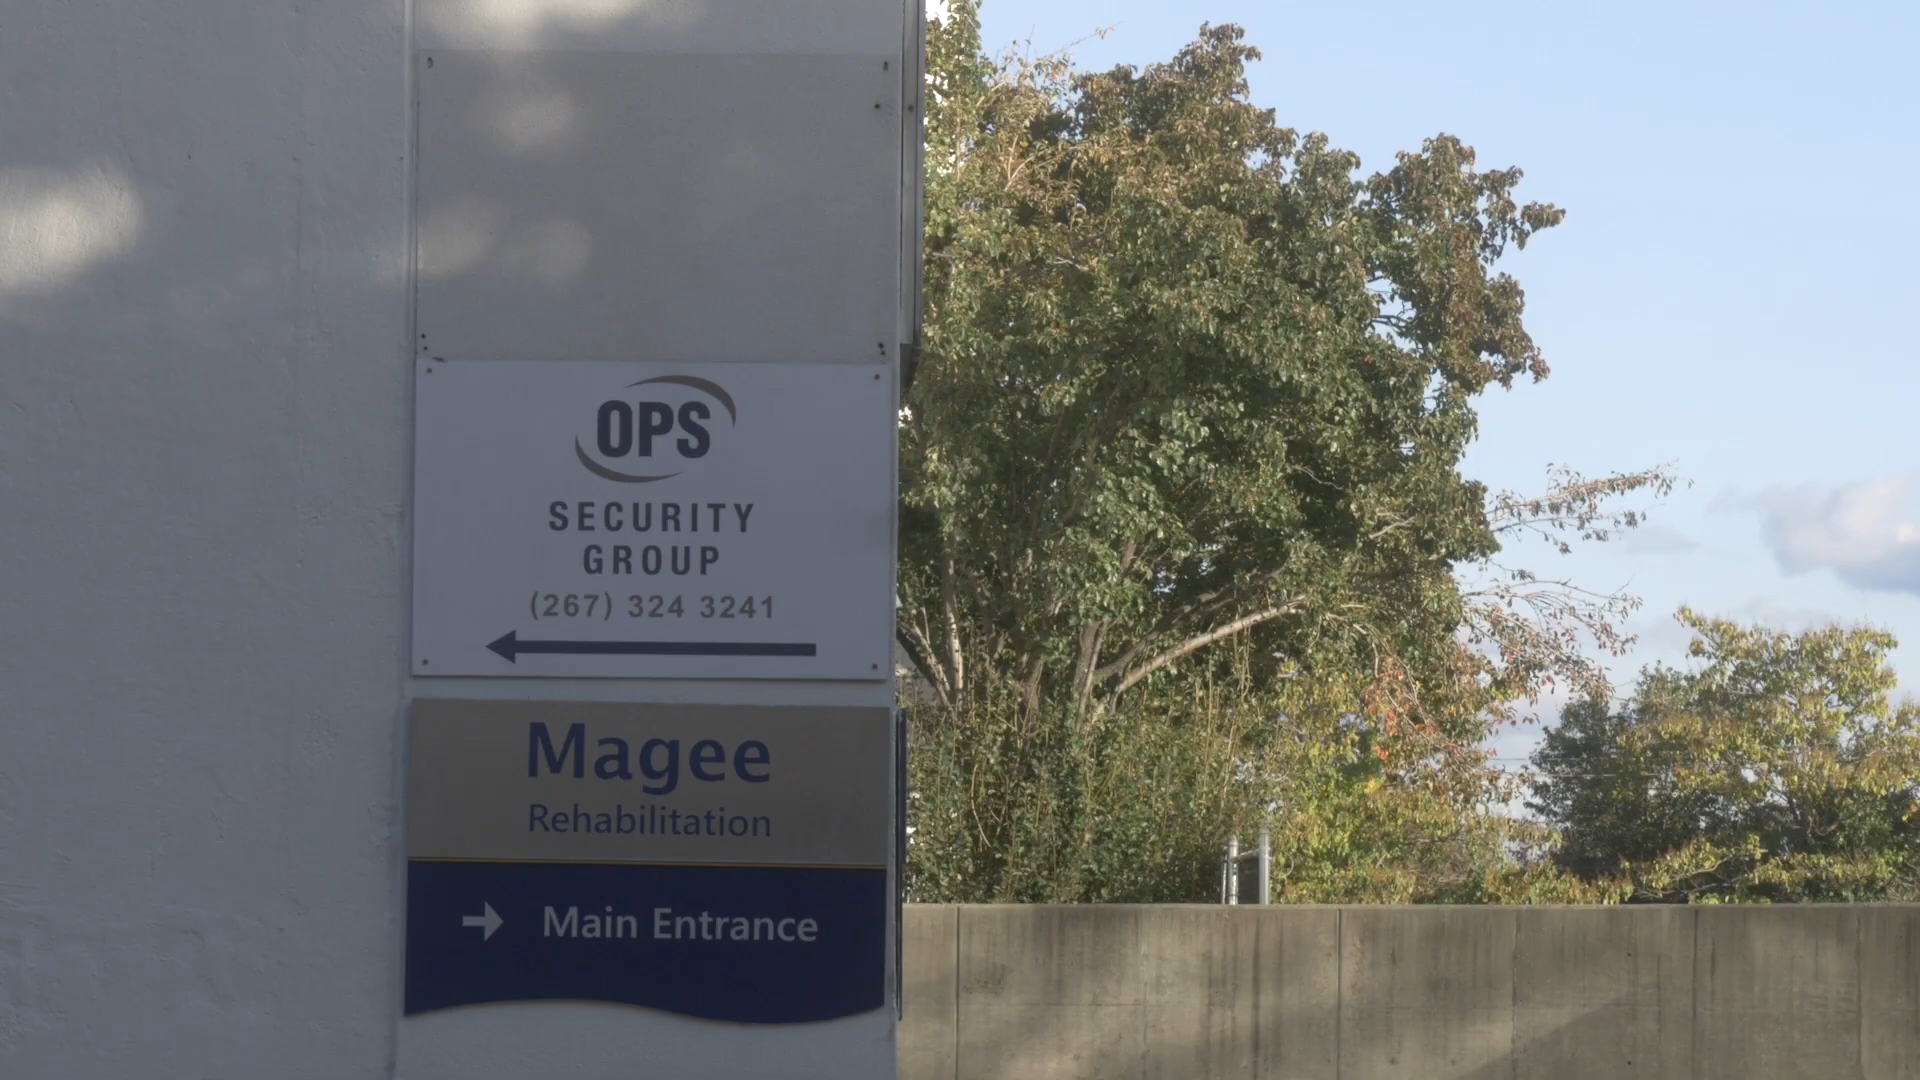 OPS
SECURITY
GROUP
(267) 324 3241
Magee
Rehabilitation
Main Entrance